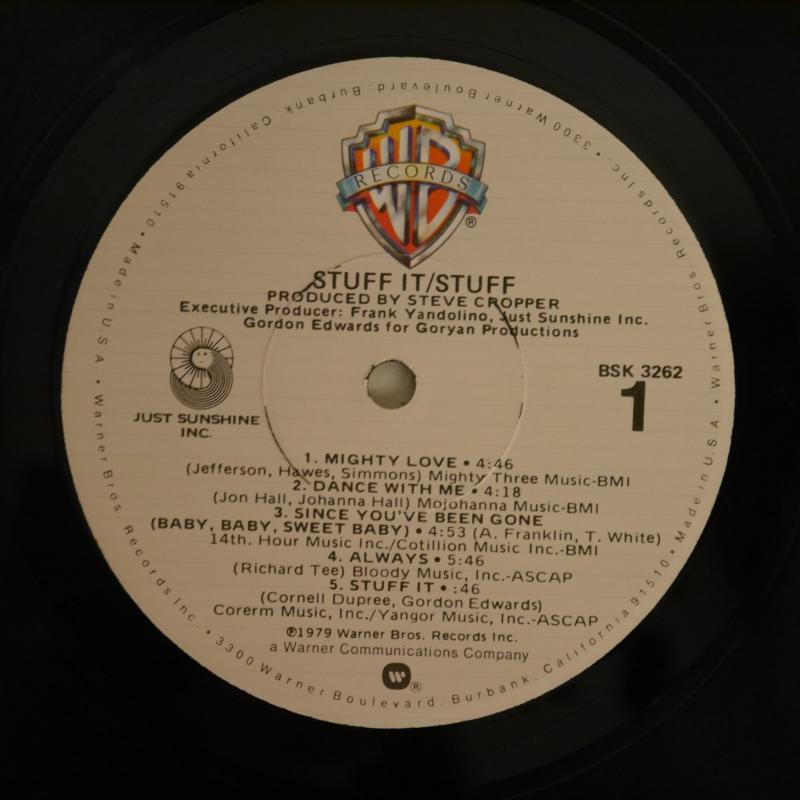 WB
RECORDS
®
STUFF IT/STUFF
PRODUCED BY STEVE CROPPER
Executive Producer: Frank Yandolino, Just Sunshine Inc.
Gordon Edwards for Goryan Productions
BSK 3262
1
JUST SUNSHINE
INC.
1. MIGHTY LOVE • 4:46
(Jefferson, Hawes, Simmons) Mighty Three Music-BMI
2. DANCE WITH ME • 4:18
(Jon Hall, Johanna Hall) Mojohanna Music-BMI
3. SINCE YOU'VE BEEN GONE
(BABY, BABY, SWEET BABY) • 4:53 (A. Franklin, T. White)
14th. Hour Music Inc./Cotillion Music Inc.-BMI
4. ALWAYS • 5:46
(Richard Tee) Bloody Music, Inc.-ASCAP
5. STUFF IT • :46
(Cornell Dupree, Gordon Edwards)
Corerm Music, Inc./Yangor Music, Inc.-ASCAP
℗1979 Warner Bros. Records Inc.
a Warner Communications Company
®
Made in U.S.A. • Warner Bros. Records Inc. • 3300 Warner Boulevard. Burbank. California 91510 • Made in U.S.A. • Warner Bros. Records Inc. • 3300 Warner Boulevard. Burbank. California 91510 •